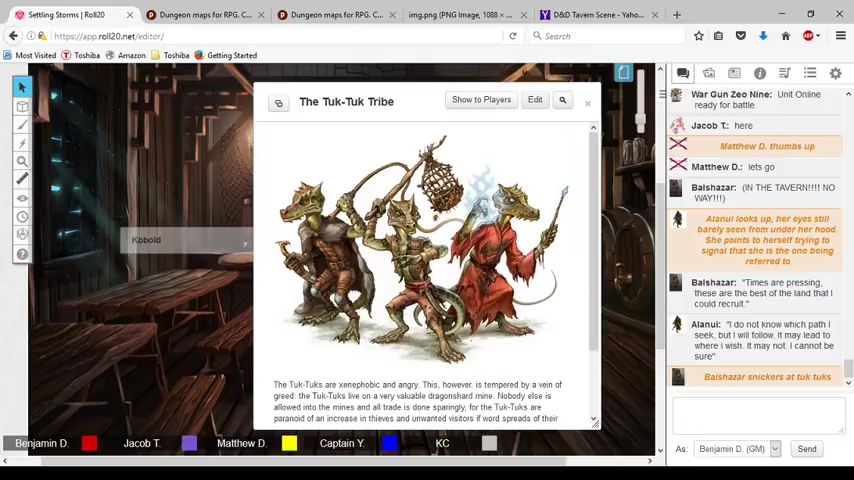 Settling Storms | Roll20
Dungeon maps for RPG. C...
Dungeon maps for RPG. C...
img.png (PNG Image, 1088 × ...
D&D Tavern Scene - Yahoo...
https://app.roll20.net/editor/
Search
ABP
Most Visited
Toshiba
Amazon
Toshiba
Getting Started
The Tuk-Tuk Tribe
Show to Players
Edit
Kobold
The Tuk-Tuks are xenophobic and angry. This, however, is tempered by a vein of
greed: the Tuk-Tuks live on a very valuable dragonshard mine. Nobody else is
allowed into the mines and all trade is done sparingly, for the Tuk-Tuks are
paranoid of an increase in thieves and unwanted visitors if word spreads of their
Benjamin D.
Jacob T.
Matthew D.
Captain Y.
KC
War Gun Zeo Nine: Unit Online
ready for battle
Jacob T.: here
Matthew D. thumbs up
Matthew D.: lets go
Balshazar: (IN THE TAVERN!!!! NO
WAY!!!)
Alanui looks up, her eyes still
barely seen from under her hood.
She points to herself trying to
signal that she is the one being
referred to
Balshazar: "Times are pressing,
these are the best of the land that I
could recruit."
Alanui: "I do not know which path I
seek, but I will follow. It may lead to
where i wish. It may not. I cannot be
sure"
Balshazar snickers at tuk tuks
As:
Benjamin D. (GM)
Send